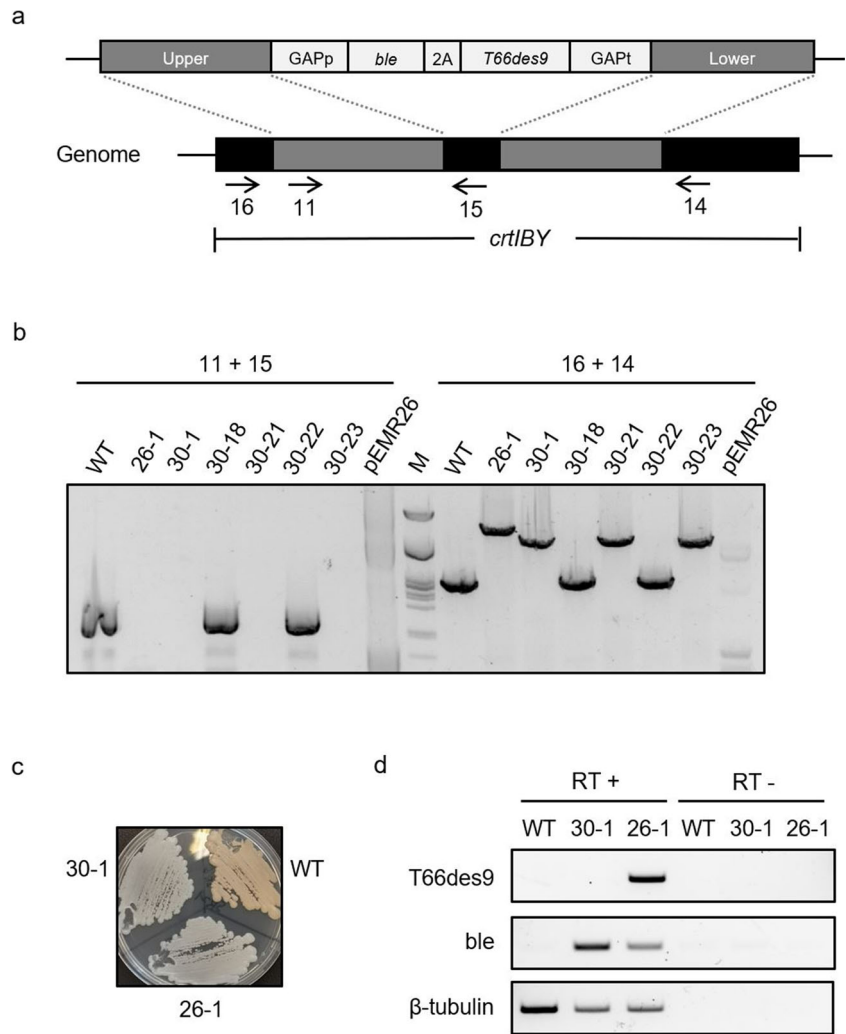 a
Upper GAPp ble 2A T66des9 GAPt Lower
Genome
16 11 15 14
crtIBY
b
11 + 15 16 + 14
WT 26-1 30-1 30-18 30-21 30-22 30-23 pEMR26 M WT 26-1 30-1 30-18 30-21 30-22 30-23 pEMR26
c
30-1 WT
26-1
d
RT + RT -
WT 30-1 26-1 WT 30-1 26-1
T66des9
ble
β-tubulin